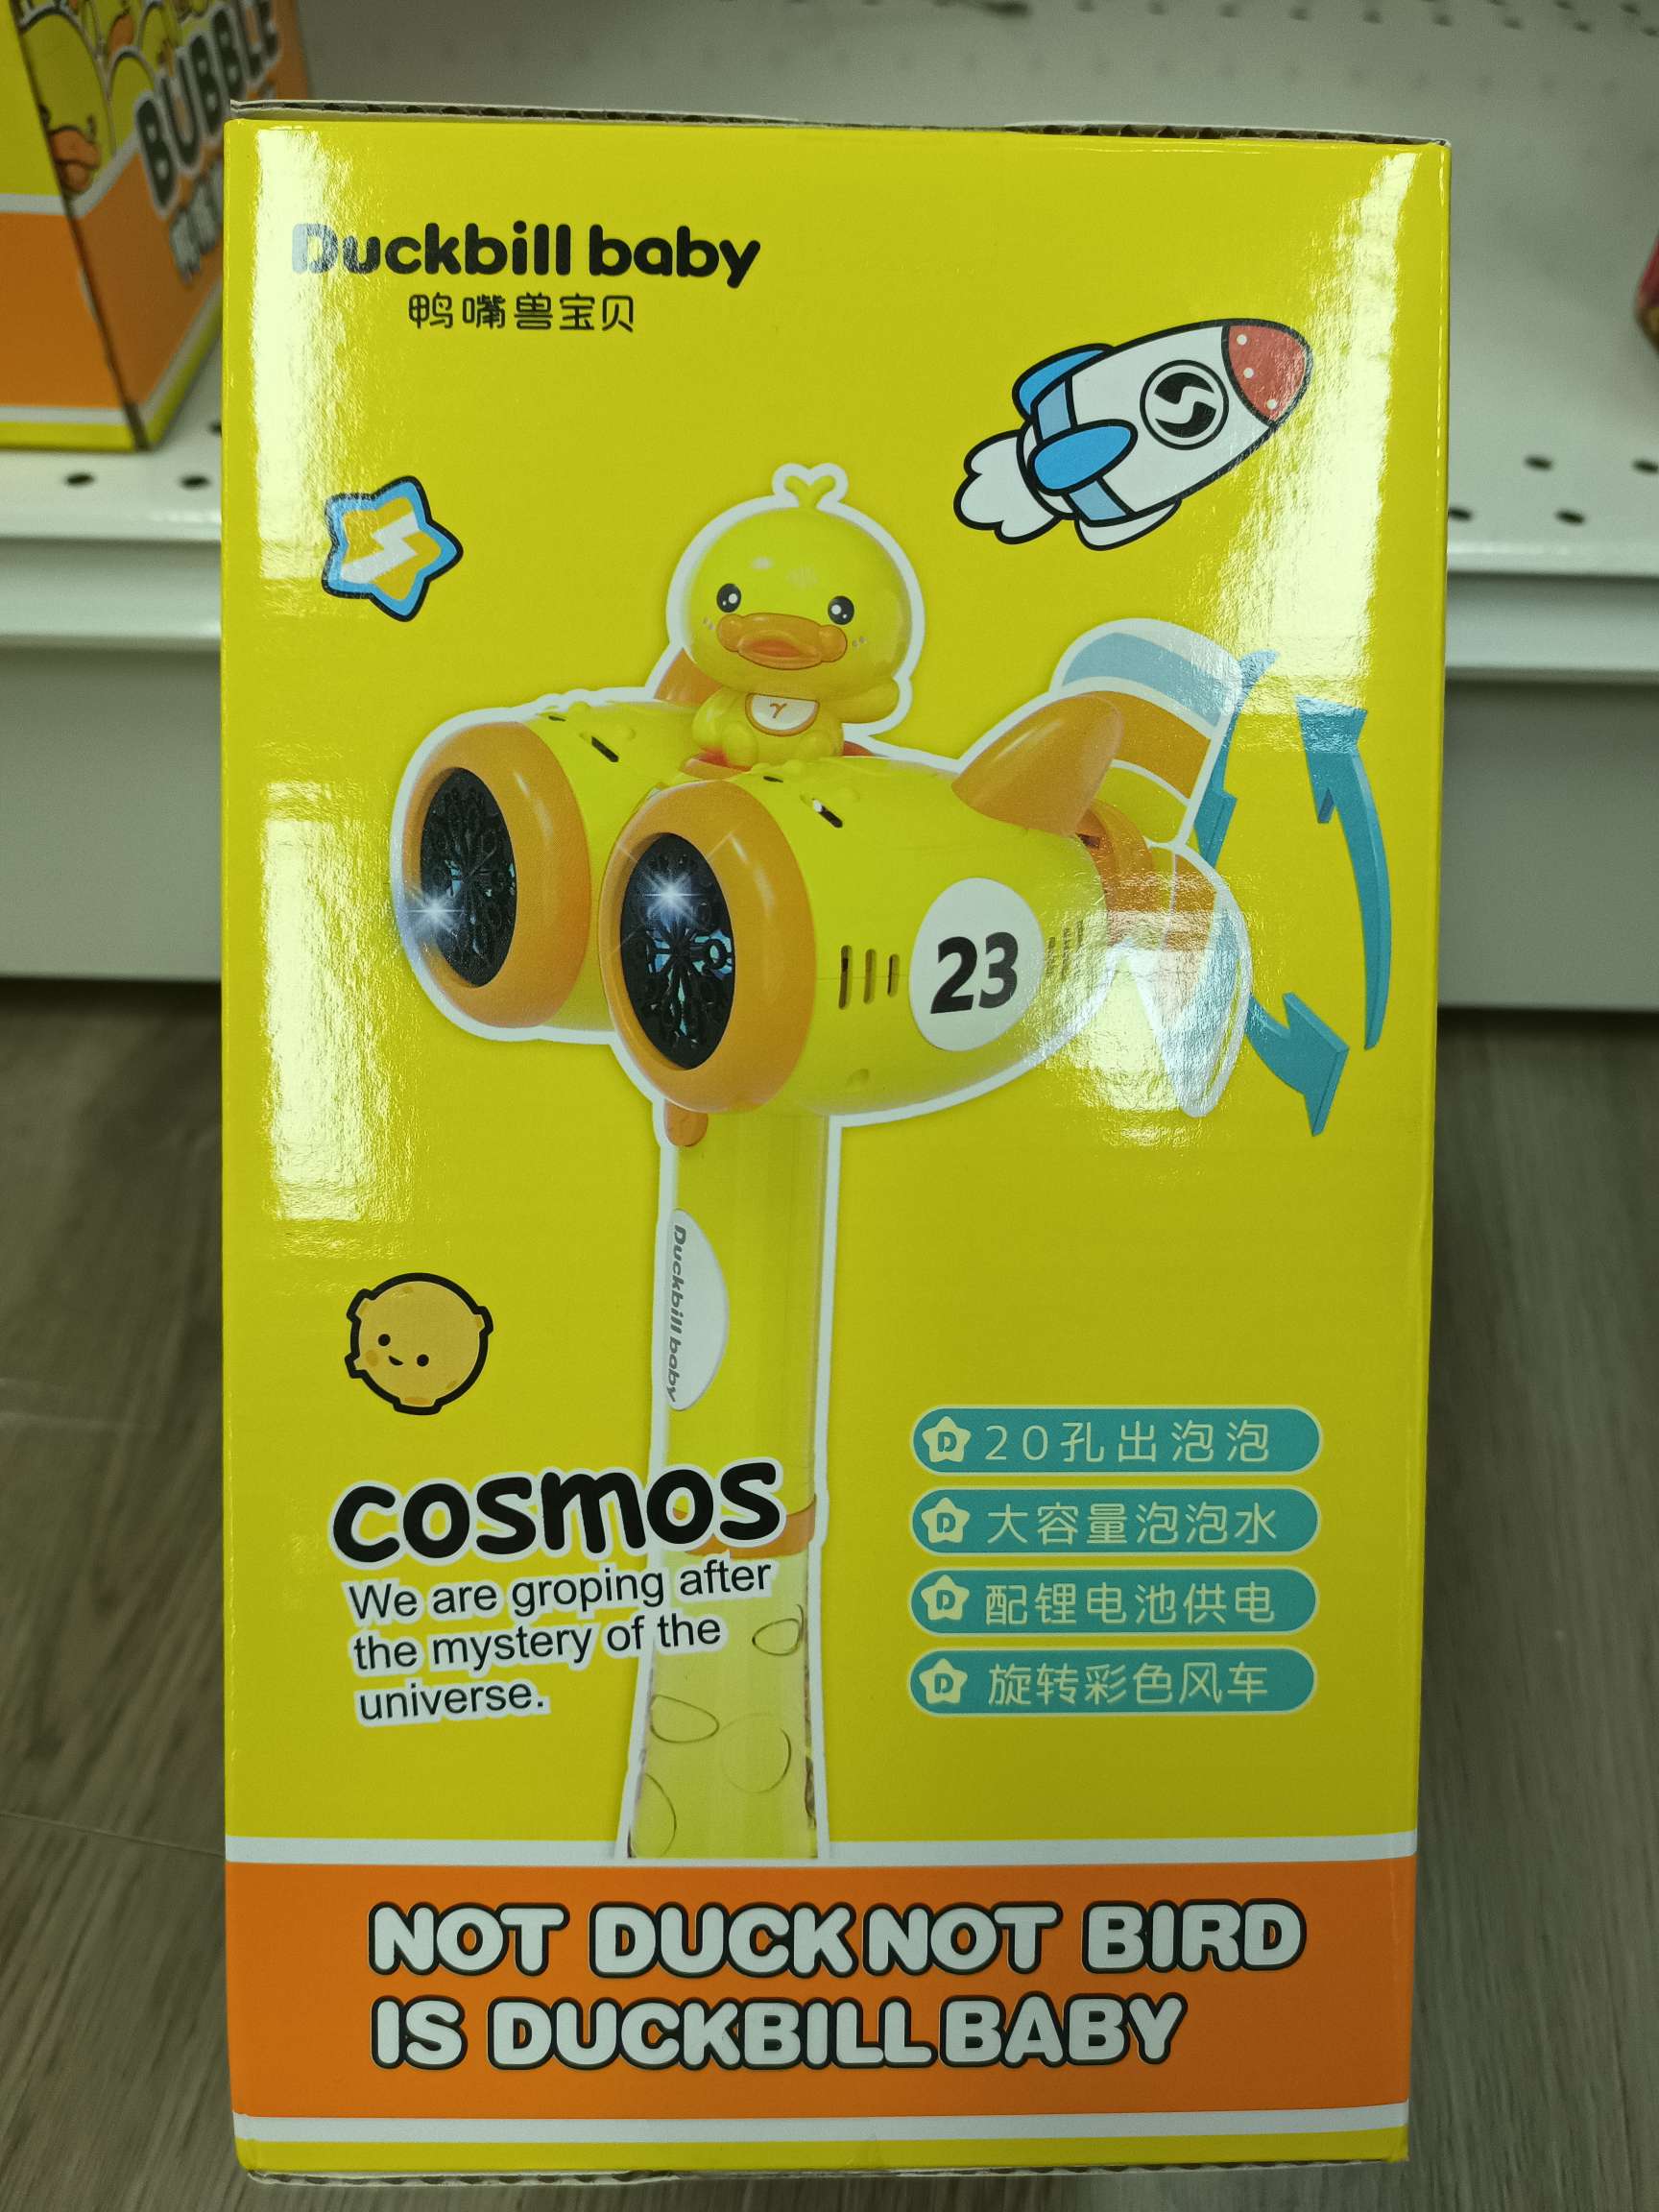 BUBBLE
Duckbill baby
鸭嘴兽宝贝
23
Duckbill baby
cosmos
We are groping after
the mystery of the
universe.
D 20孔出泡泡
D 大容量泡泡水
D 配锂电池供电
D 旋转彩色风车
NOT DUCK NOT BIRD
IS DUCKBILL BABY